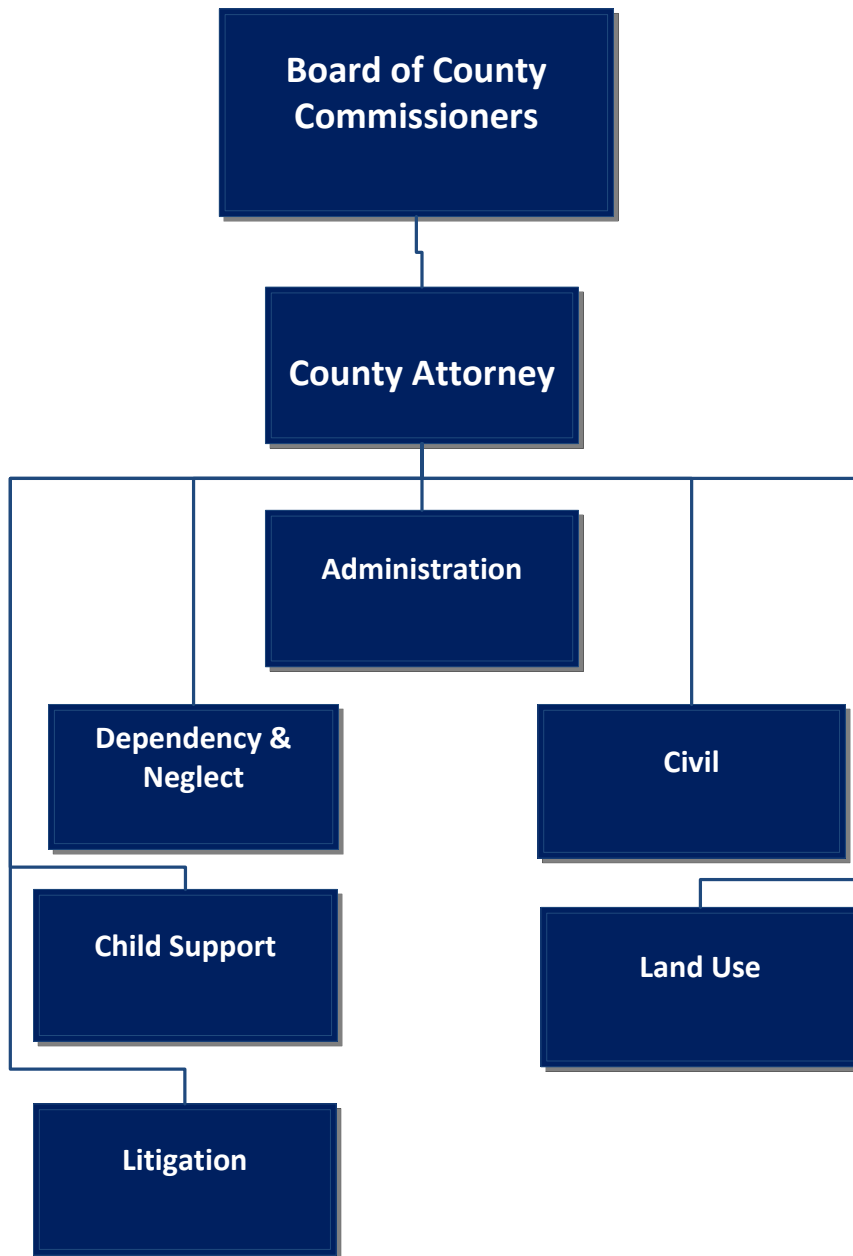 Board of County
Commissioners
County Attorney
Administration
Dependency &
Neglect
Civil
Child Support
Land Use
Litigation